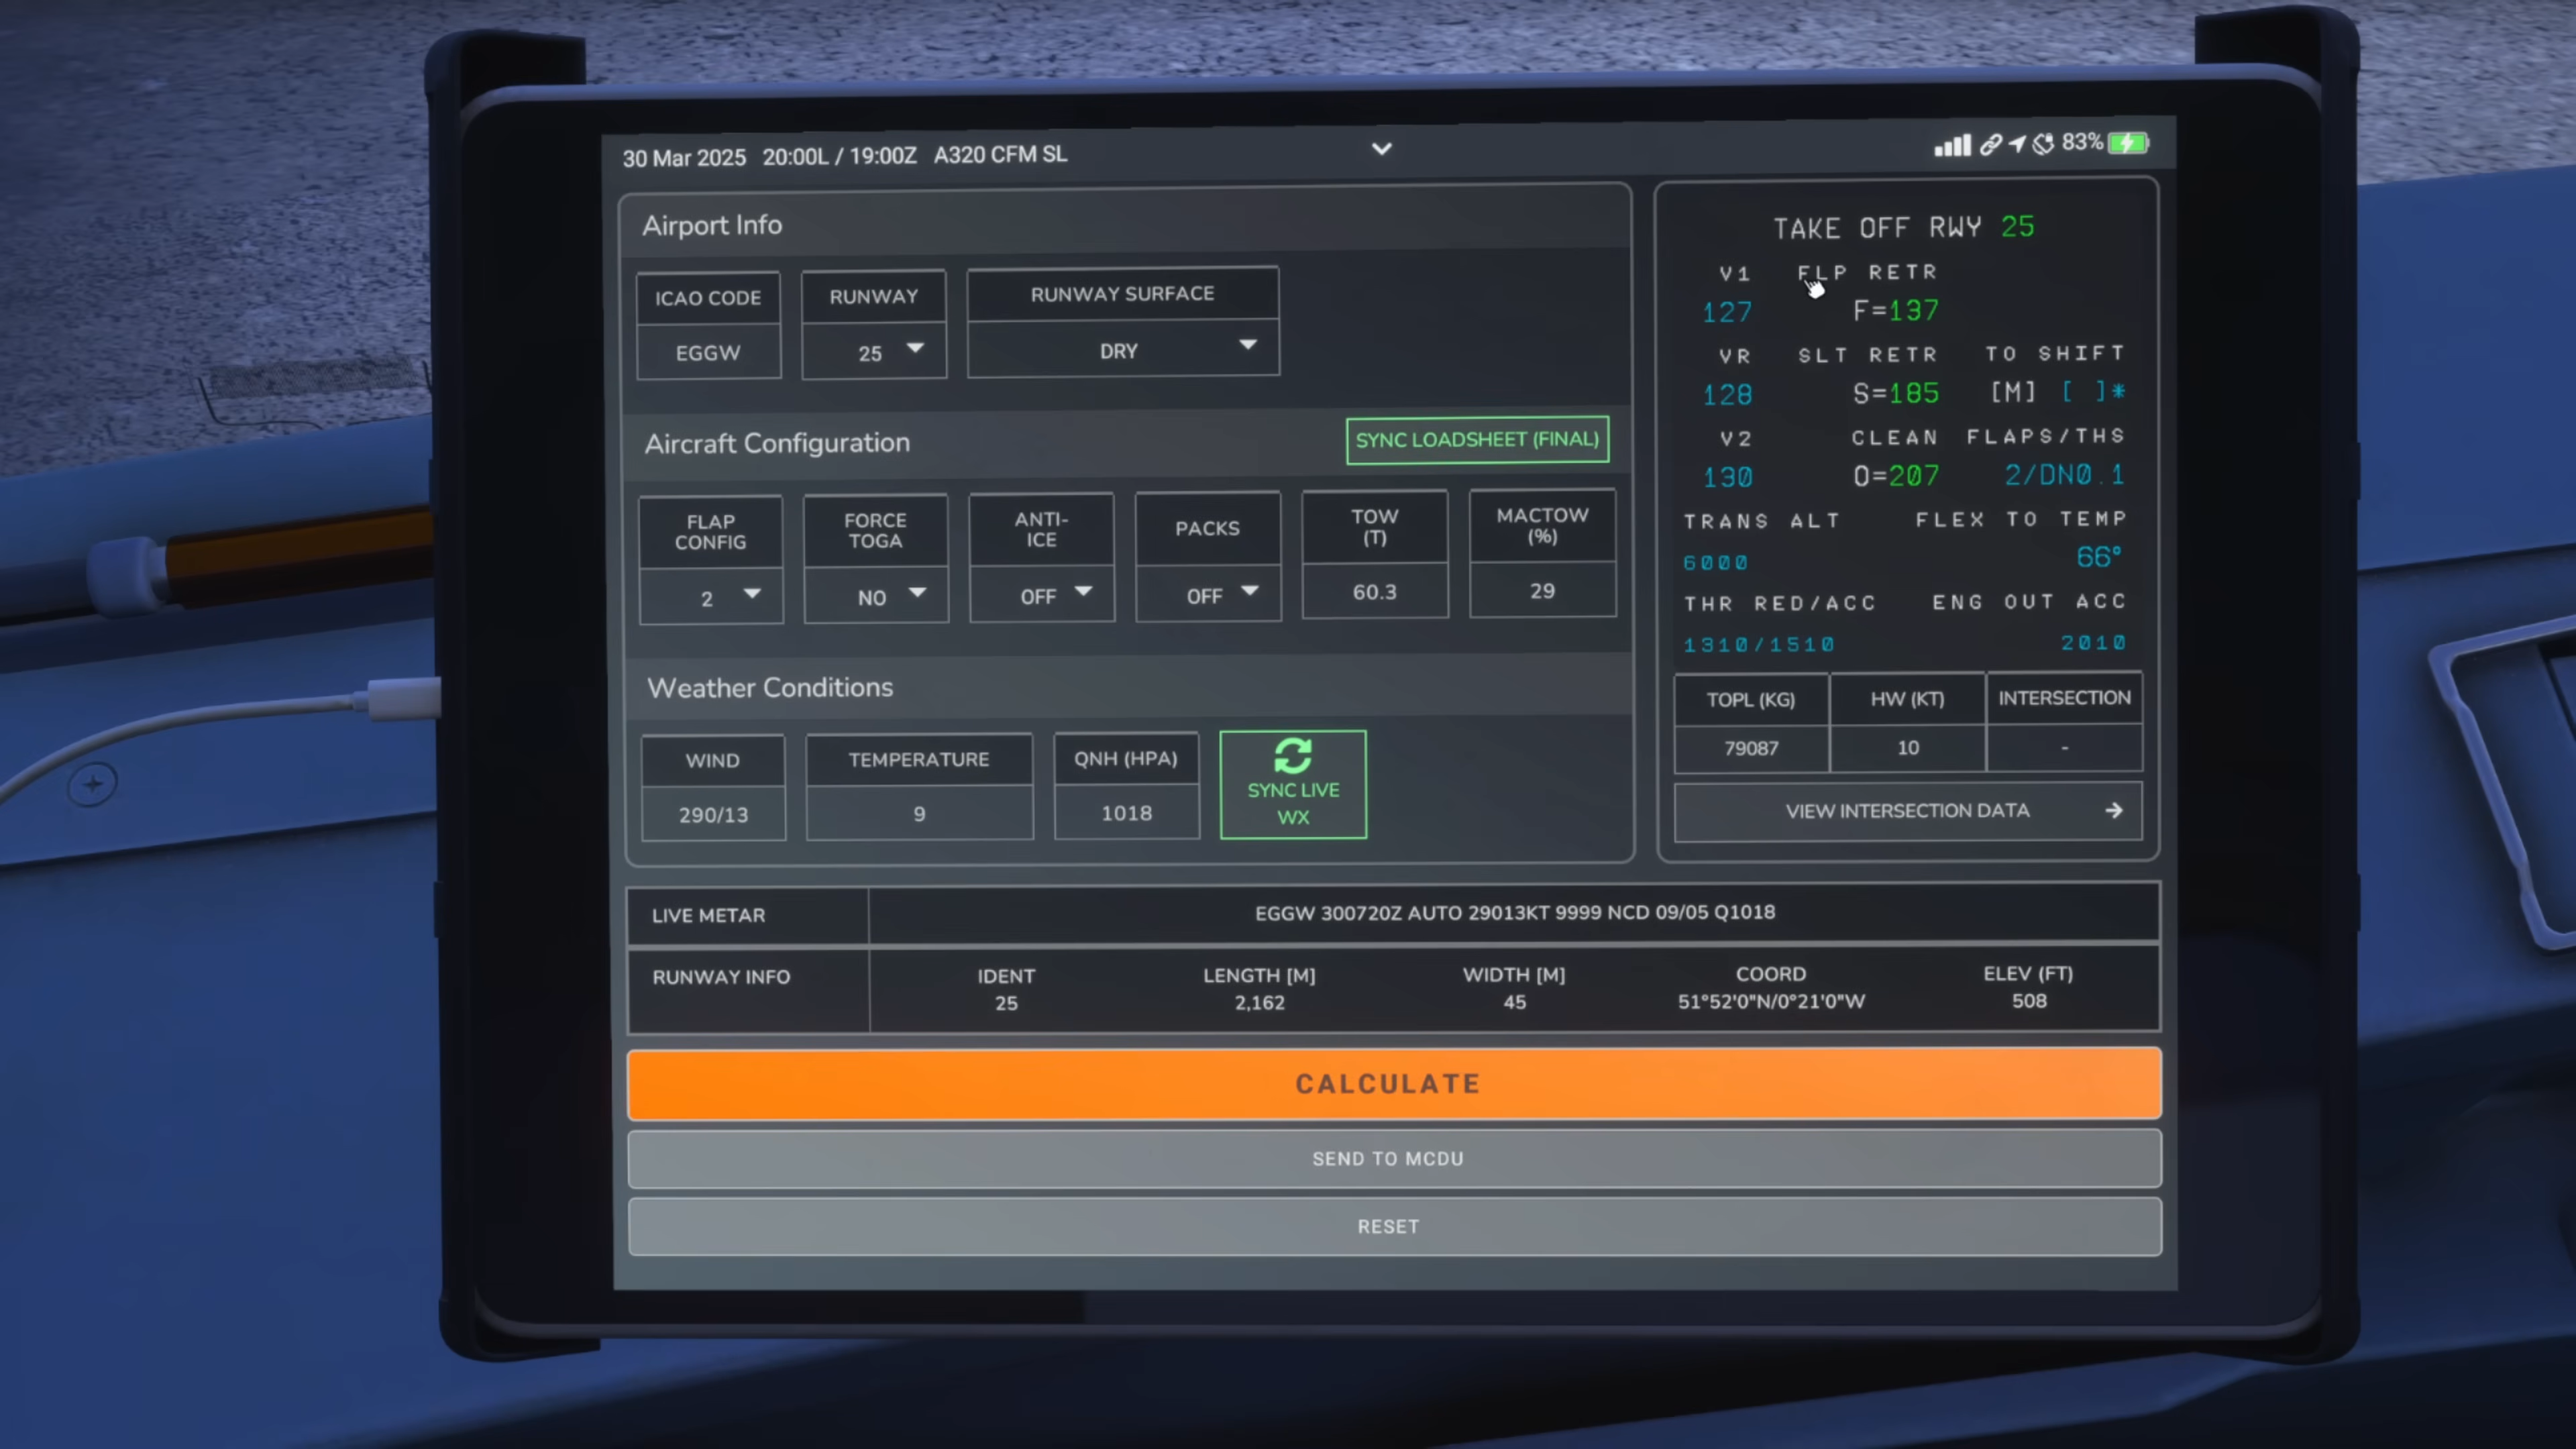 30 Mar 2025 20:00L / 19:00Z A320 CFM SL
83%
Airport Info
ICAO CODE
EGGW
RUNWAY
25
RUNWAY SURFACE
DRY
Aircraft Configuration
SYNC LOADSHEET (FINAL)
FLAP
CONFIG
2
FORCE
TOGA
NO
ANTI-
ICE
OFF
PACKS
OFF
TOW
(T)
60.3
MACTOW
(%)
29
Weather Conditions
WIND
290/13
TEMPERATURE
9
QNH (HPA)
1018
SYNC LIVE
WX
TAKE OFF RWY 25
V1 FLP RETR
127 F=137
VR SLT RETR TO SHIFT
128 S=185 [M] [ ]*
V2 CLEAN FLAPS/THS
130 O=207 2/DN0.1
TRANS ALT FLEX TO TEMP
6000 66°
THR RED/ACC ENG OUT ACC
1310/1510 2010
TOPL (KG) HW (KT) INTERSECTION
79087 10 -
VIEW INTERSECTION DATA →
LIVE METAR EGGW 300720Z AUTO 29013KT 9999 NCD 09/05 Q1018
RUNWAY INFO IDENT LENGTH [M] WIDTH [M] COORD ELEV (FT)
25 2,162 45 51°52'0"N/0°21'0"W 508
CALCULATE
SEND TO MCDU
RESET